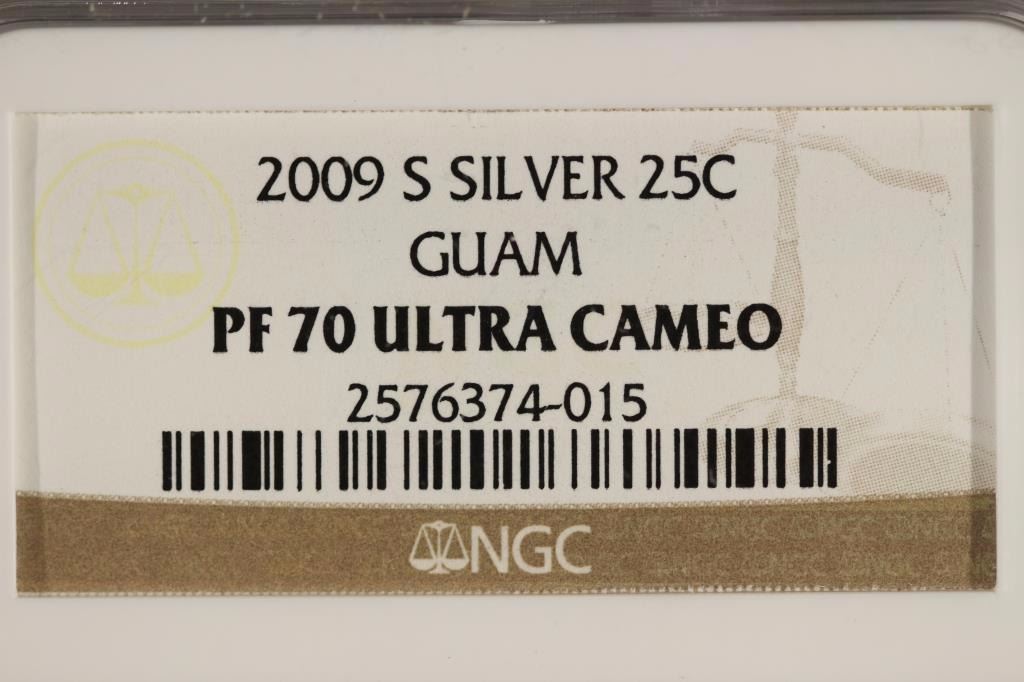 2009 S SILVER 25C
GUAM
PF 70 ULTRA CAMEO
2576374-015
NGC